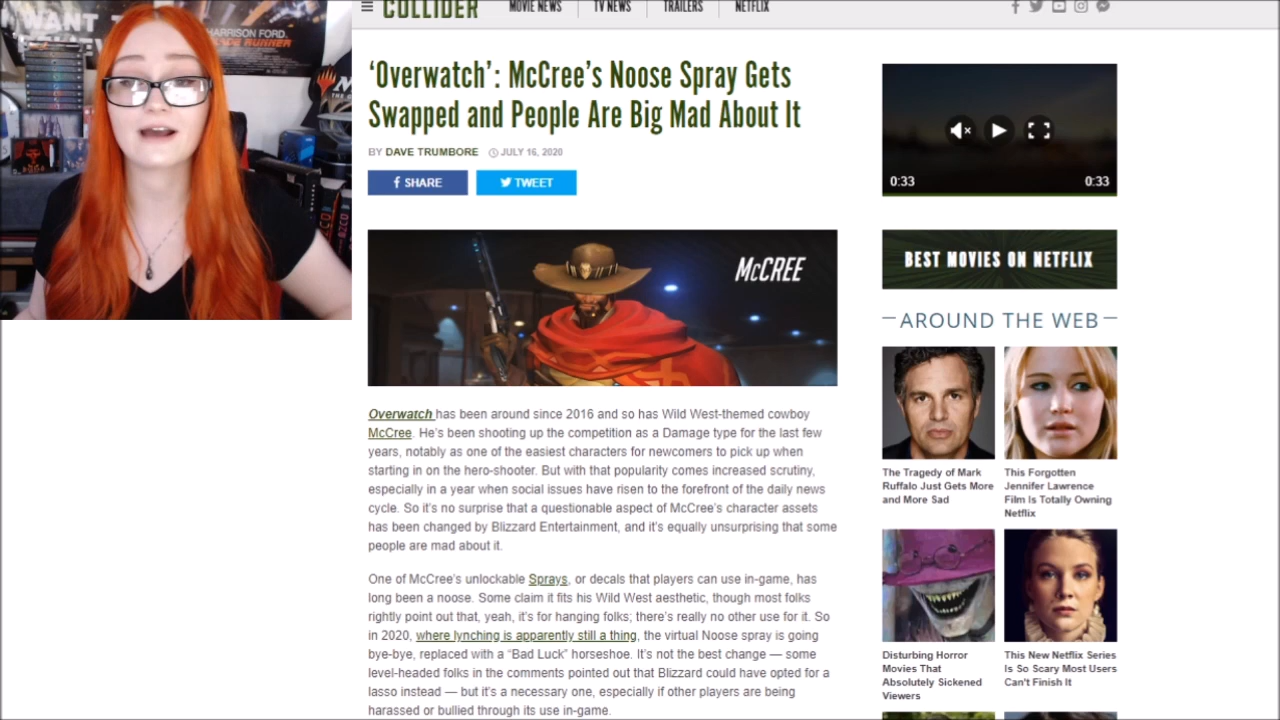 WANT
HARRISON FORD.
BLADE RUNNER
COLLIDER
MOVIE NEWS
TV NEWS
TRAILERS
NETFLIX
‘Overwatch’: McCree’s Noose Spray Gets
Swapped and People Are Big Mad About It
BY DAVE TRUMBORE
JULY 16, 2020
SHARE
TWEET
McCREE
Overwatch has been around since 2016 and so has Wild West-themed cowboy
McCree. He’s been shooting up the competition as a Damage type for the last few
years, notably as one of the easiest characters for newcomers to pick up when
starting in on the hero-shooter. But with that popularity comes increased scrutiny,
especially in a year when social issues have risen to the forefront of the daily news
cycle. So it’s no surprise that a questionable aspect of McCree’s character assets
has been changed by Blizzard Entertainment, and it’s equally unsurprising that some
people are mad about it.
One of McCree’s unlockable Sprays, or decals that players can use in-game, has
long been a noose. Some claim it fits his Wild West aesthetic, though most folks
rightly point out that, yeah, it’s for hanging folks; there’s really no other use for it. So
in 2020, where lynching is apparently still a thing, the virtual Noose spray is going
bye-bye, replaced with a “Bad Luck” horseshoe. It’s not the best change — some
level-headed folks in the comments pointed out that Blizzard could have opted for a
lasso instead — but it’s a necessary one, especially if other players are being
harassed or bullied through its use in-game.
0:33
0:33
BEST MOVIES ON NETFLIX
AROUND THE WEB
The Tragedy of Mark
Ruffalo Just Gets More
and More Sad
This Forgotten
Jennifer Lawrence
Film Is Totally Owning
Netflix
Disturbing Horror
Movies That
Absolutely Sickened
Viewers
This New Netflix Series
Is So Scary Most Users
Can't Finish It